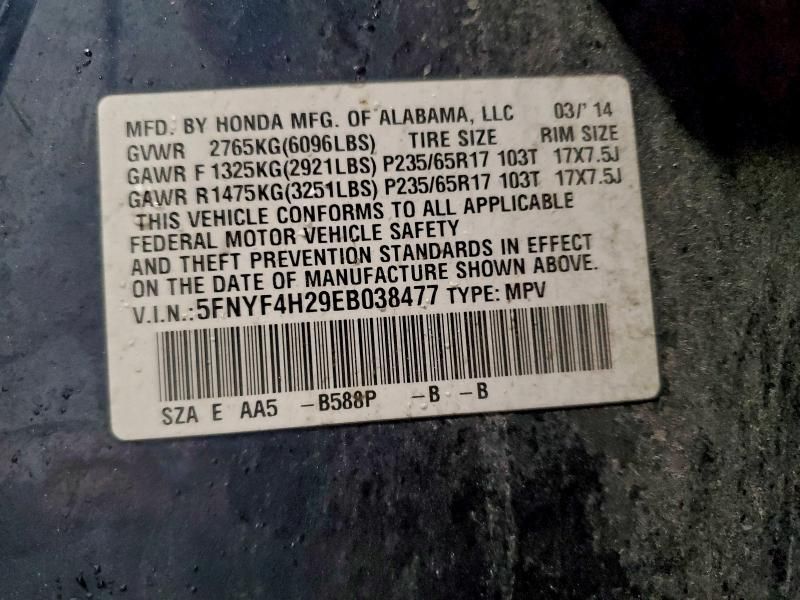 MFD. BY HONDA MFG. OF ALABAMA, LLC 03/'14
GVWR 2765KG(6096LBS) TIRE SIZE RIM SIZE
GAWR F 1325KG(2921LBS) P235/65R17 103T 17X7.5J
GAWR R1475KG(3251LBS) P235/65R17 103T 17X7.5J
THIS VEHICLE CONFORMS TO ALL APPLICABLE
FEDERAL MOTOR VEHICLE SAFETY
AND THEFT PREVENTION STANDARDS IN EFFECT
ON THE DATE OF MANUFACTURE SHOWN ABOVE.
V.I.N.:5FNYF4H29EB038477 TYPE: MPV
SZA E AA5 -B588P -B -B